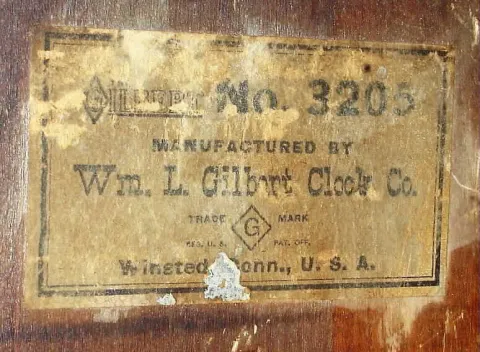 GILBERT No. 3205
MANUFACTURED BY
Wm. L. Gilbert Clock Co.
TRADE G MARK
REG. U. S. PAT. OFF.
Winsted, Conn., U. S. A.